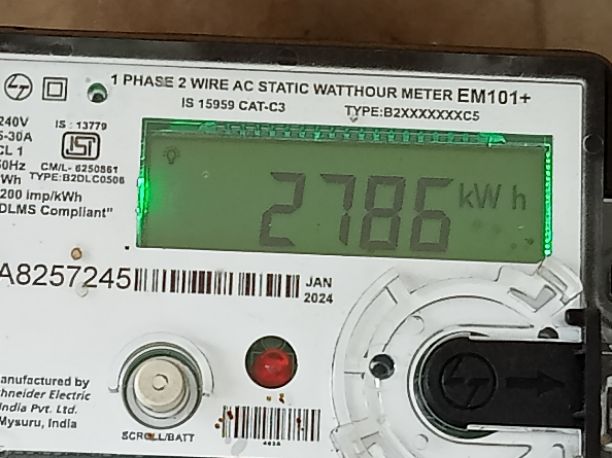 1 PHASE 2 WIRE AC STATIC WATTHOUR METER EM101+
IS 15959 CAT-C3
TYPE:B2XXXXXXXC5
240V
IS : 13779
5-30A
CL 1
ISI
50Hz
CM/L- 6250861
TYPE:B2DLC0506
200 imp/kWh
DLMS Compliant"
2786 kWh
A8257245
JAN
2024
anufactured by
chneider Electric
India Pvt. Ltd.
Mysuru, India
SCROLL/BATT